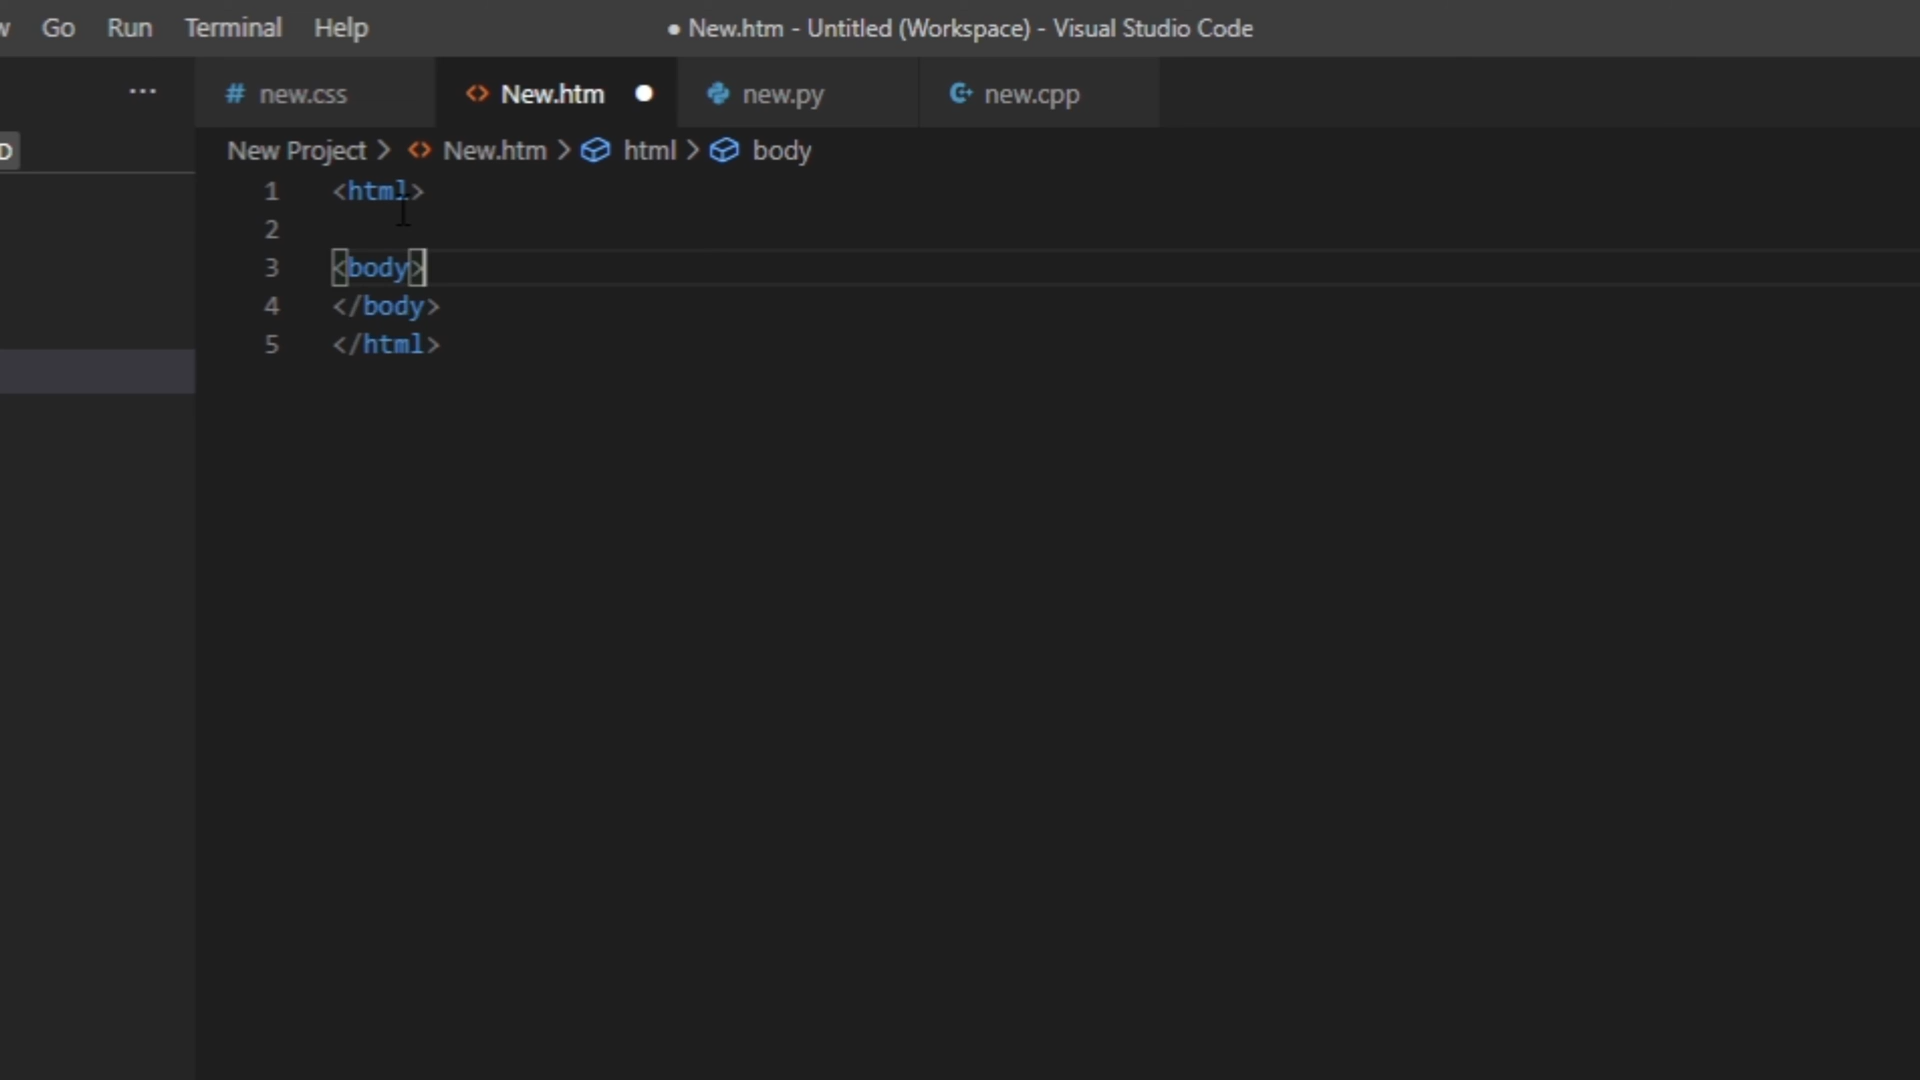 Go Run Terminal Help ● New.htm - Untitled (Workspace) - Visual Studio Code
... # new.css <> New.htm ● new.py new.cpp
New Project > <> New.htm > html > body
1 <html>
2
3 <body>
4 </body>
5 </html>